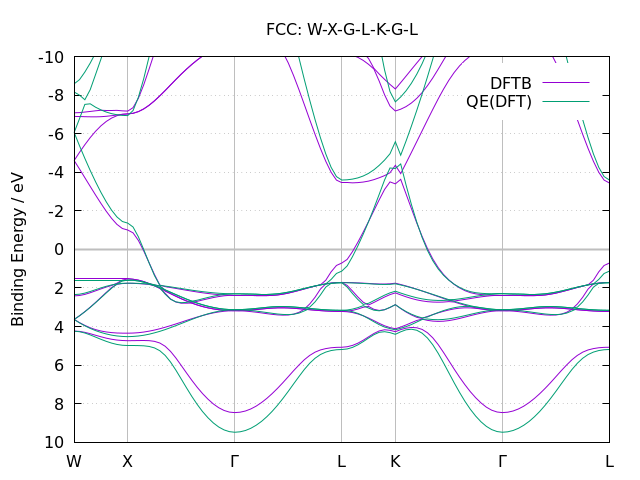 FCC: W-X-G-L-K-G-L
-10
-8
-6
-4
-2
0
2
4
6
8
10
Binding Energy / eV
DFTB
QE(DFT)
W X Γ L K Γ L